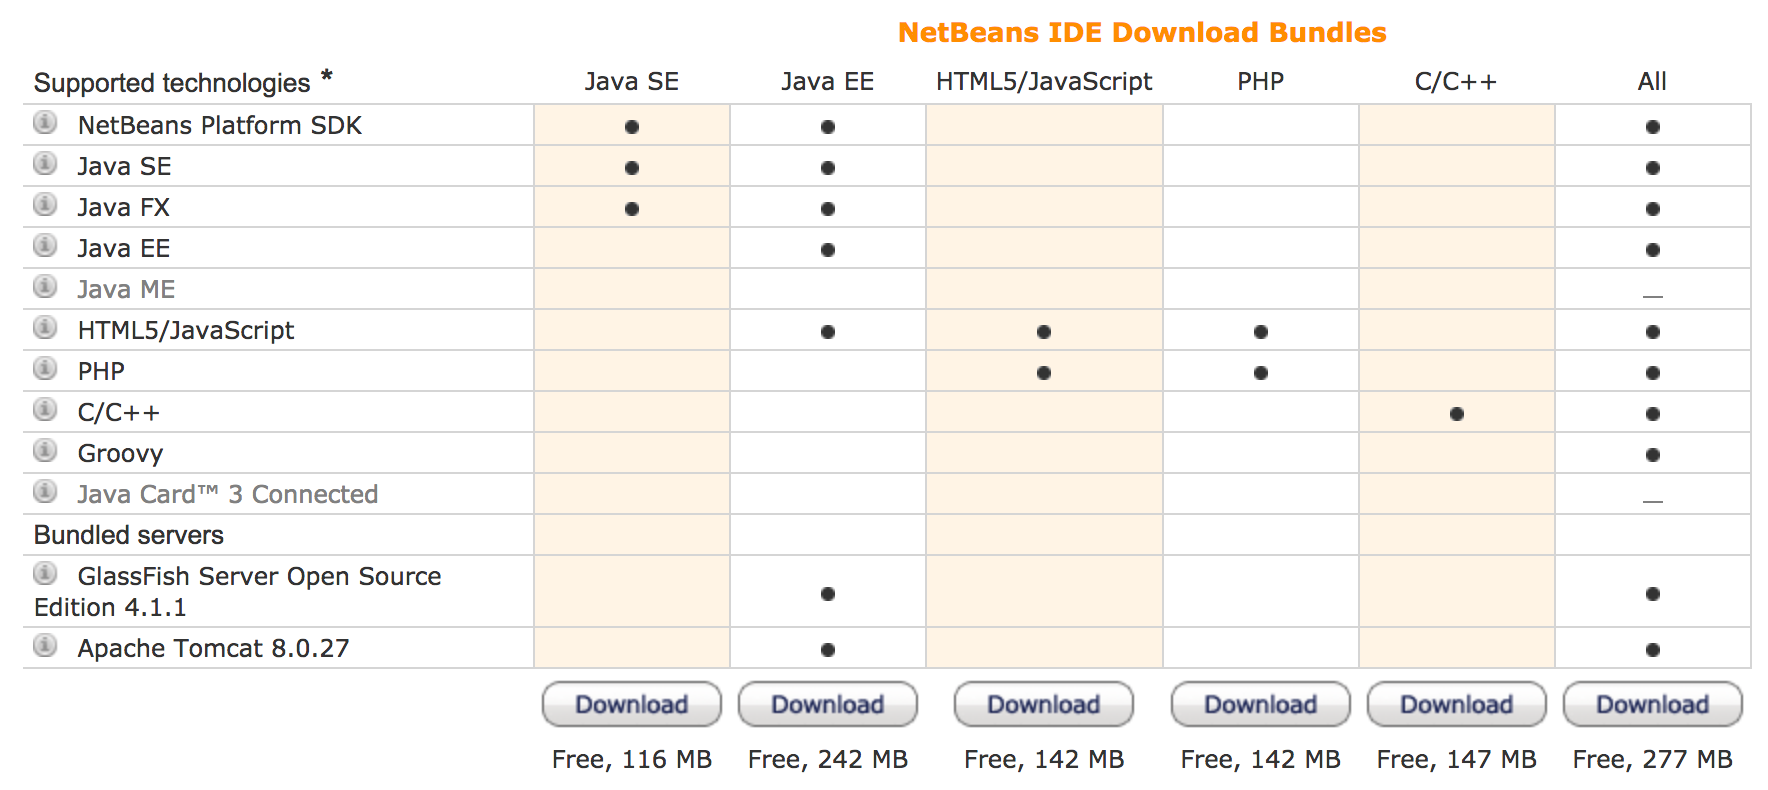 NetBeans IDE Download Bundles
Supported technologies * Java SE Java EE HTML5/JavaScript PHP C/C++ All
NetBeans Platform SDK ● ● ●
Java SE ● ● ●
Java FX ● ● ●
Java EE ● ●
Java ME —
HTML5/JavaScript ● ● ● ●
PHP ● ● ●
C/C++ ● ●
Groovy ●
Java Card™ 3 Connected —
Bundled servers
GlassFish Server Open Source
Edition 4.1.1 ● ●
Apache Tomcat 8.0.27 ● ●
Download Download Download Download Download Download
Free, 116 MB Free, 242 MB Free, 142 MB Free, 142 MB Free, 147 MB Free, 277 MB